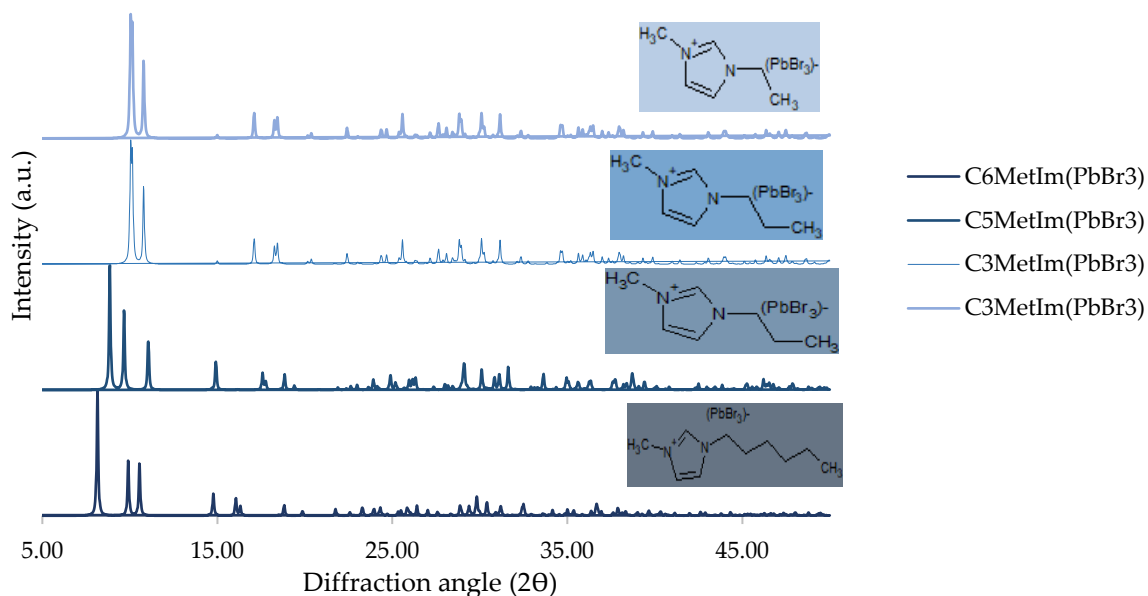 H3C
N
+
N
(PbBr3)-
CH3
H3C
N
+
N
(PbBr3)-
CH3
H3C
N
+
N
(PbBr3)-
CH3
(PbBr3)-
H3C
N
+
N
CH3
Intensity (a.u.)
5.00 15.00 25.00 35.00 45.00
Diffraction angle (2θ)
C6MetIm(PbBr3)
C5MetIm(PbBr3)
C3MetIm(PbBr3)
C3MetIm(PbBr3)